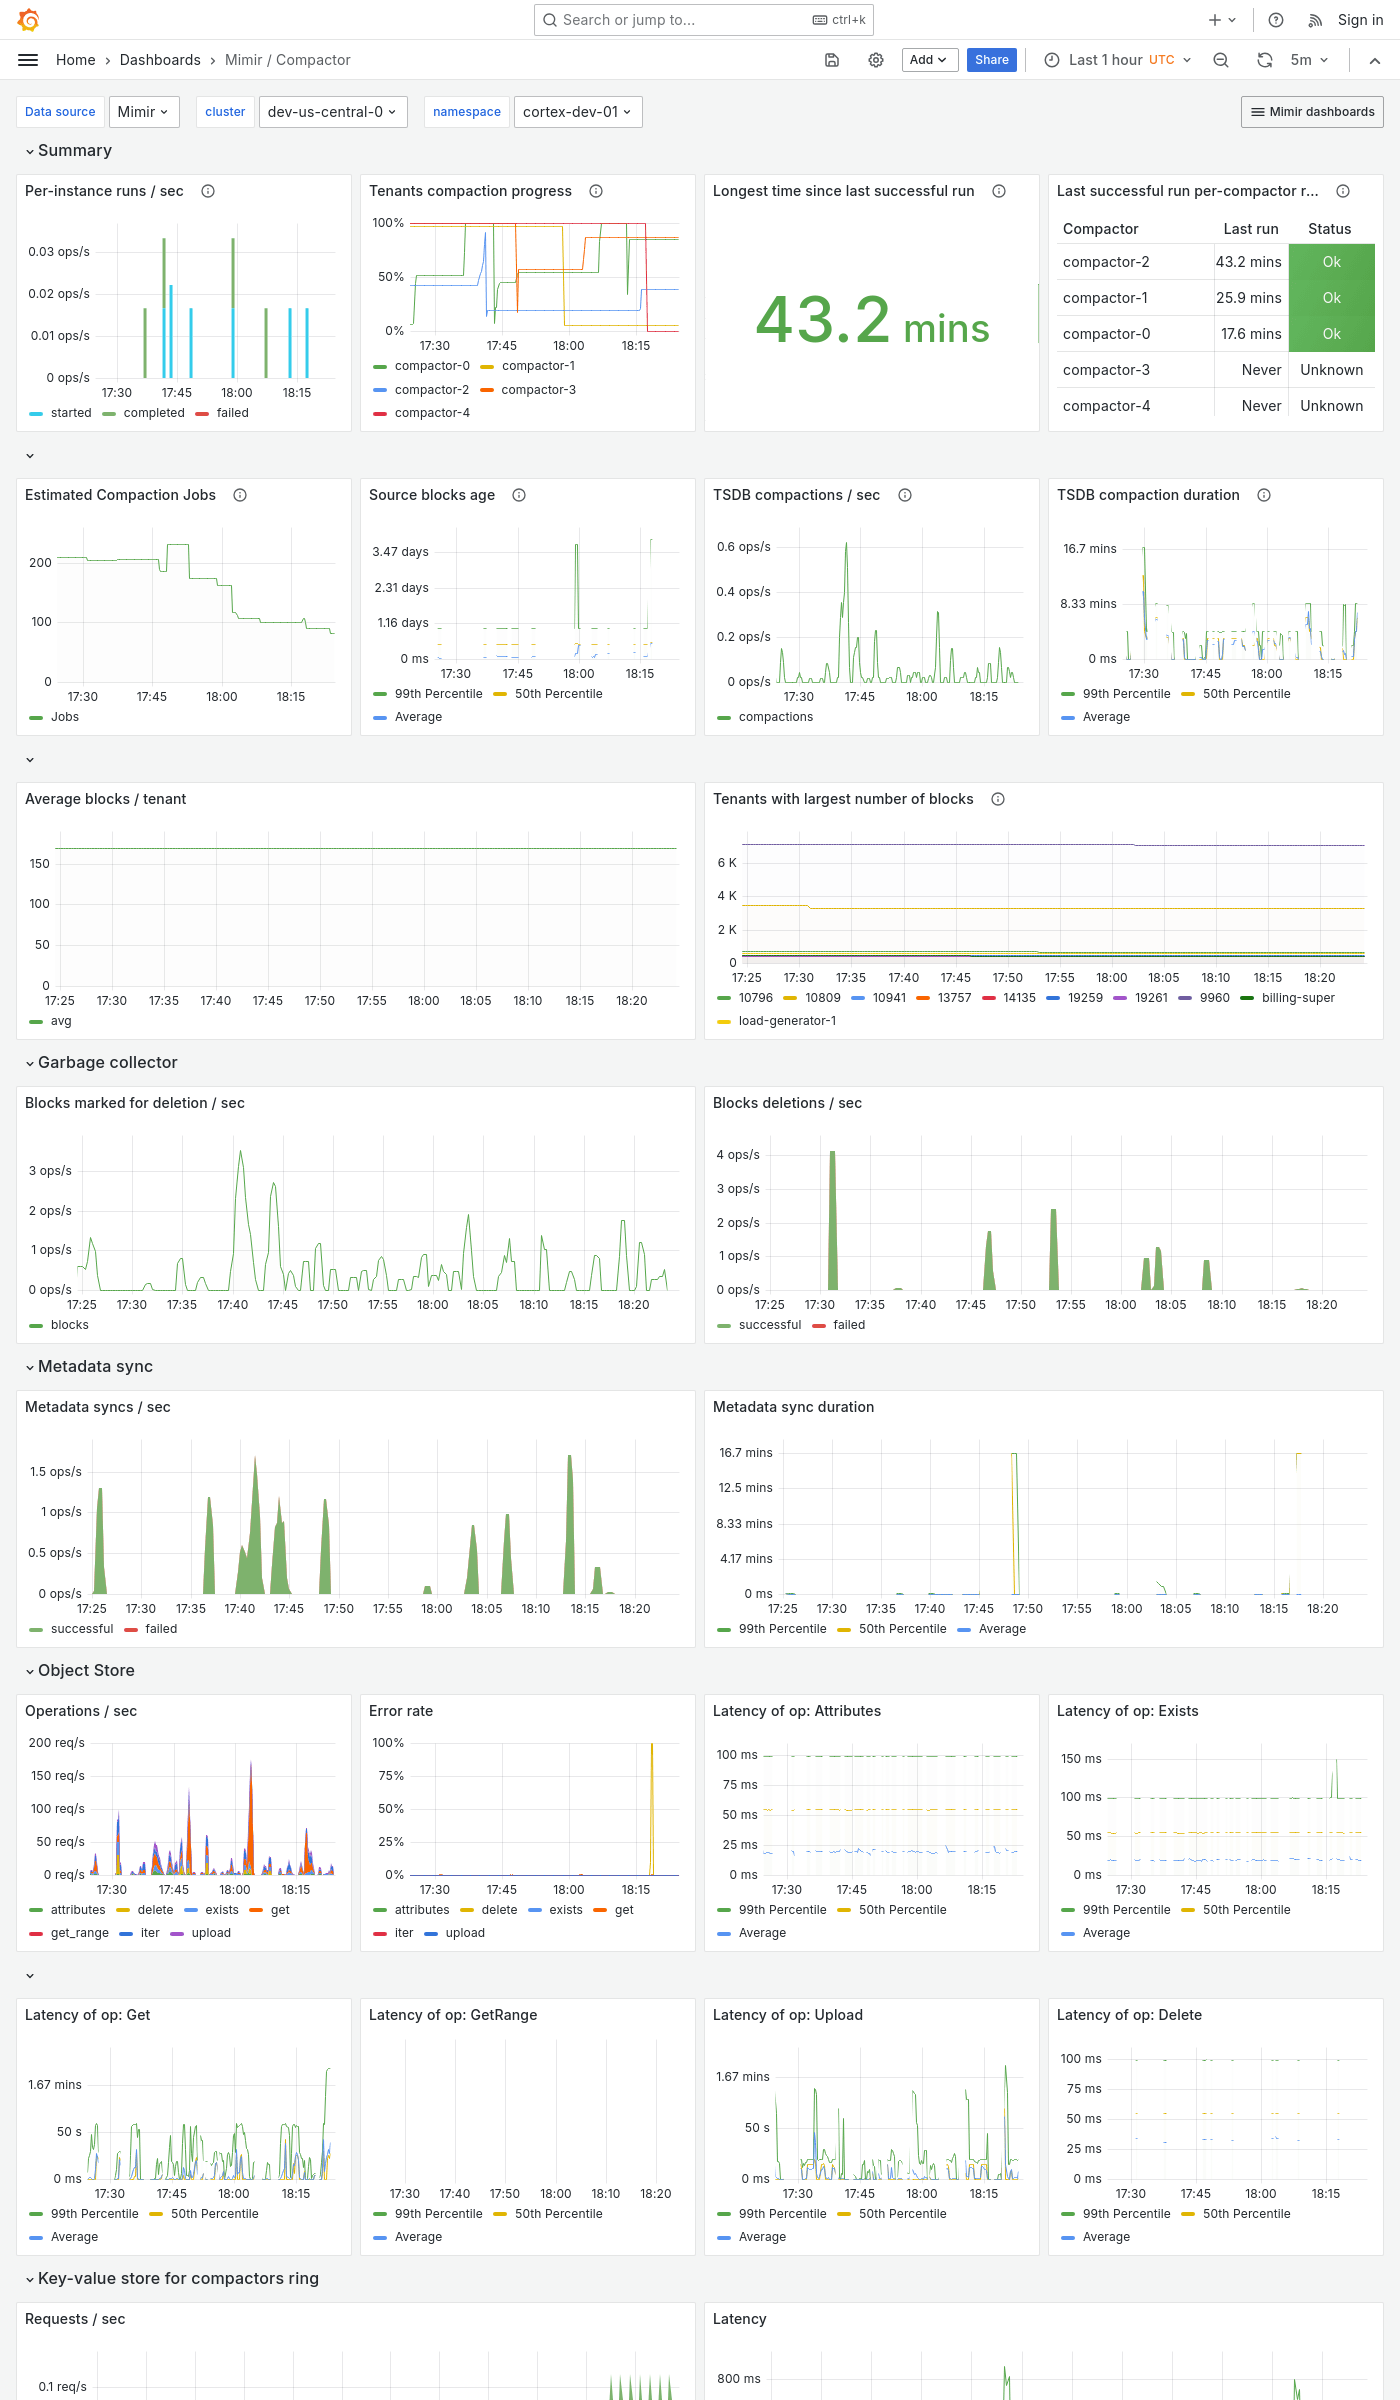 Search or jump to...
ctrl+k
Sign in
Home › Dashboards › Mimir / Compactor
Add
Share
Last 1 hour UTC
5m
Data source Mimir
cluster dev-us-central-0
namespace cortex-dev-01
Mimir dashboards
Summary
Per-instance runs / sec
0.03 ops/s
0.02 ops/s
0.01 ops/s
0 ops/s
17:30 17:45 18:00 18:15
started completed failed
Tenants compaction progress
100%
50%
0%
17:30 17:45 18:00 18:15
compactor-0 compactor-1
compactor-2 compactor-3
compactor-4
Longest time since last successful run
43.2 mins
Last successful run per-compactor r...
Compactor Last run Status
compactor-2 43.2 mins Ok
compactor-1 25.9 mins Ok
compactor-0 17.6 mins Ok
compactor-3 Never Unknown
compactor-4 Never Unknown
Estimated Compaction Jobs
200
100
0
17:30 17:45 18:00 18:15
Jobs
Source blocks age
3.47 days
2.31 days
1.16 days
0 ms
17:30 17:45 18:00 18:15
99th Percentile 50th Percentile
Average
TSDB compactions / sec
0.6 ops/s
0.4 ops/s
0.2 ops/s
0 ops/s
17:30 17:45 18:00 18:15
compactions
TSDB compaction duration
16.7 mins
8.33 mins
0 ms
17:30 17:45 18:00 18:15
99th Percentile 50th Percentile
Average
Average blocks / tenant
150
100
50
0
17:25 17:30 17:35 17:40 17:45 17:50 17:55 18:00 18:05 18:10 18:15 18:20
avg
Tenants with largest number of blocks
6 K
4 K
2 K
0
17:25 17:30 17:35 17:40 17:45 17:50 17:55 18:00 18:05 18:10 18:15 18:20
10796 10809 10941 13757 14135 19259 19261 9960 billing-super
load-generator-1
Garbage collector
Blocks marked for deletion / sec
3 ops/s
2 ops/s
1 ops/s
0 ops/s
17:25 17:30 17:35 17:40 17:45 17:50 17:55 18:00 18:05 18:10 18:15 18:20
blocks
Blocks deletions / sec
4 ops/s
3 ops/s
2 ops/s
1 ops/s
0 ops/s
17:25 17:30 17:35 17:40 17:45 17:50 17:55 18:00 18:05 18:10 18:15 18:20
successful failed
Metadata sync
Metadata syncs / sec
1.5 ops/s
1 ops/s
0.5 ops/s
0 ops/s
17:25 17:30 17:35 17:40 17:45 17:50 17:55 18:00 18:05 18:10 18:15 18:20
successful failed
Metadata sync duration
16.7 mins
12.5 mins
8.33 mins
4.17 mins
0 ms
17:25 17:30 17:35 17:40 17:45 17:50 17:55 18:00 18:05 18:10 18:15 18:20
99th Percentile 50th Percentile Average
Object Store
Operations / sec
200 req/s
150 req/s
100 req/s
50 req/s
0 req/s
17:30 17:45 18:00 18:15
attributes delete exists get
get_range iter upload
Error rate
100%
75%
50%
25%
0%
17:30 17:45 18:00 18:15
attributes delete exists get
iter upload
Latency of op: Attributes
100 ms
75 ms
50 ms
25 ms
0 ms
17:30 17:45 18:00 18:15
99th Percentile 50th Percentile
Average
Latency of op: Exists
150 ms
100 ms
50 ms
0 ms
17:30 17:45 18:00 18:15
99th Percentile 50th Percentile
Average
Latency of op: Get
1.67 mins
50 s
0 ms
17:30 17:45 18:00 18:15
99th Percentile 50th Percentile
Average
Latency of op: GetRange
17:30 17:40 17:50 18:00 18:10 18:20
99th Percentile 50th Percentile
Average
Latency of op: Upload
1.67 mins
50 s
0 ms
17:30 17:45 18:00 18:15
99th Percentile 50th Percentile
Average
Latency of op: Delete
100 ms
75 ms
50 ms
25 ms
0 ms
17:30 17:45 18:00 18:15
99th Percentile 50th Percentile
Average
Key-value store for compactors ring
Requests / sec
0.1 req/s
Latency
800 ms